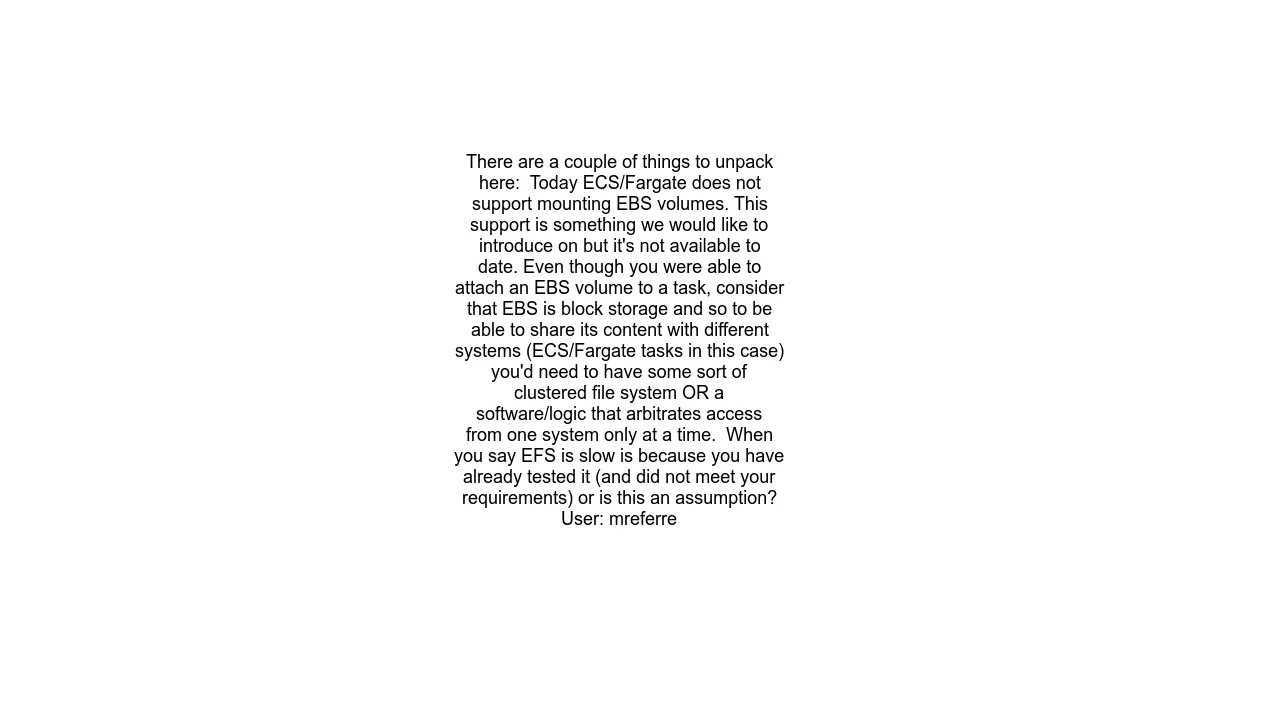 There are a couple of things to unpack
here:  Today ECS/Fargate does not
support mounting EBS volumes. This
support is something we would like to
introduce on but it's not available to
date. Even though you were able to
attach an EBS volume to a task, consider
that EBS is block storage and so to be
able to share its content with different
systems (ECS/Fargate tasks in this case)
you'd need to have some sort of
clustered file system OR a
software/logic that arbitrates access
from one system only at a time.  When
you say EFS is slow is because you have
already tested it (and did not meet your
requirements) or is this an assumption?
User: mreferre